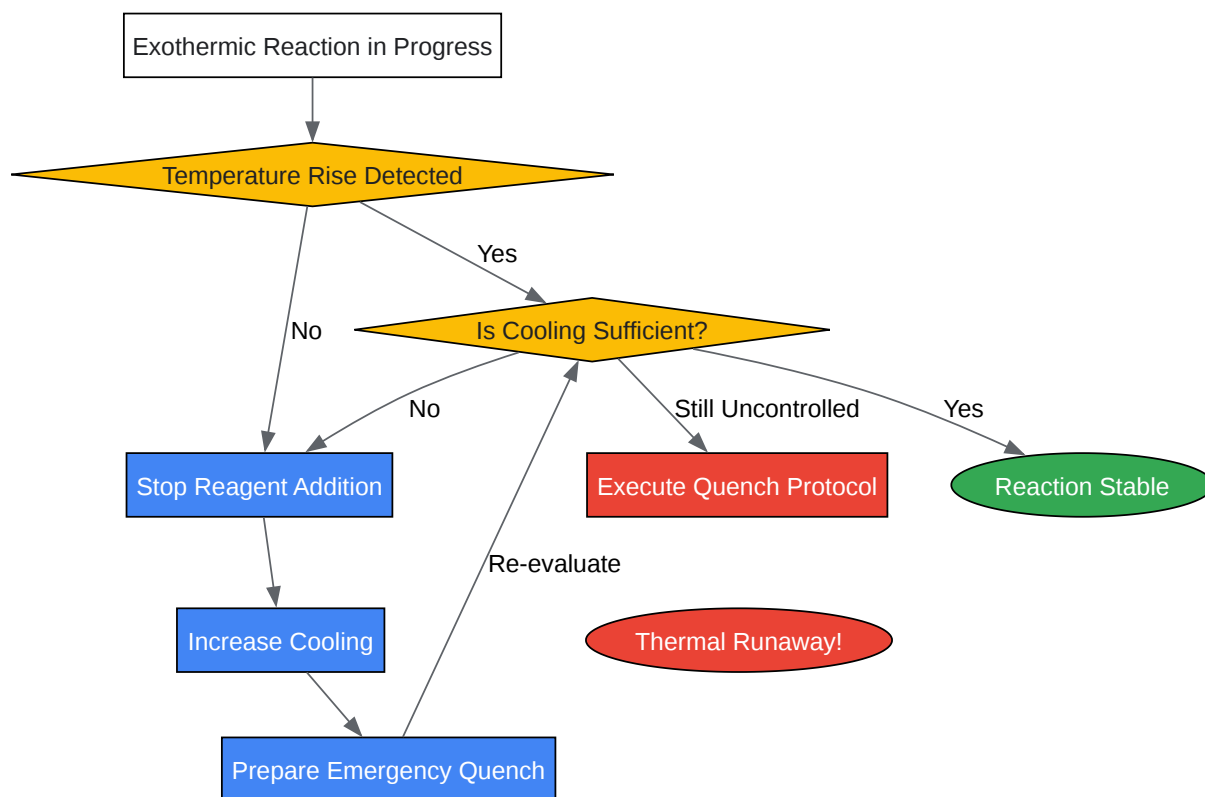 Exothermic Reaction in Progress
Temperature Rise Detected
Yes
No
Is Cooling Sufficient?
No
Still Uncontrolled
Yes
Stop Reagent Addition
Execute Quench Protocol
Reaction Stable
Re-evaluate
Increase Cooling
Thermal Runaway!
Prepare Emergency Quench